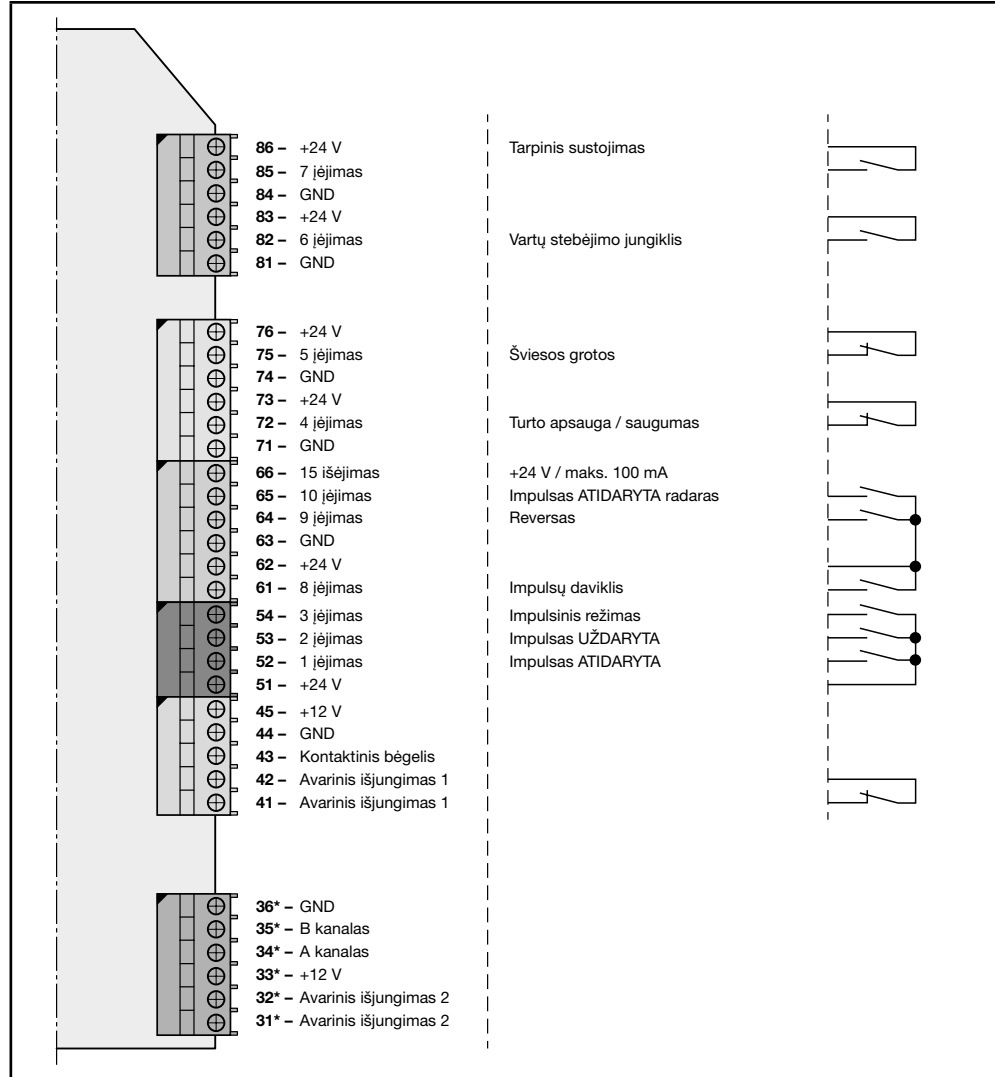 86 – +24 V Tarpinis sustojimas
85 – 7 įėjimas
84 – GND
83 – +24 V
82 – 6 įėjimas Vartų stebėjimo jungiklis
81 – GND
76 – +24 V
75 – 5 įėjimas Šviesos grotos
74 – GND
73 – +24 V
72 – 4 įėjimas Turto apsauga / saugumas
71 – GND
66 – 15 išėjimas +24 V / maks. 100 mA
65 – 10 įėjimas Impulsas ATIDARYTA radaras
64 – 9 įėjimas Reversas
63 – GND
62 – +24 V
61 – 8 įėjimas Impulsų daviklis
54 – 3 įėjimas Impulsinis režimas
53 – 2 įėjimas Impulsas UŽDARYTA
52 – 1 įėjimas Impulsas ATIDARYTA
51 – +24 V
45 – +12 V
44 – GND
43 – Kontaktinis bėgelis
42 – Avarinis išjungimas 1
41 – Avarinis išjungimas 1
36* – GND
35* – B kanalas
34* – A kanalas
33* – +12 V
32* – Avarinis išjungimas 2
31* – Avarinis išjungimas 2